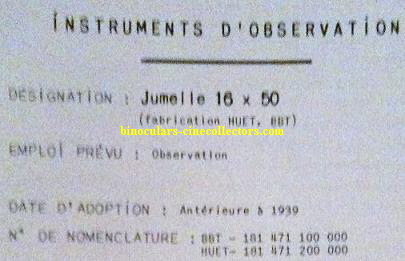 INSTRUMENTS D'OBSERVATION
DÉSIGNATION : Jumelle 16 x 50
(fabrication HUET, BBT)
binoculars-cinecollectors.com
EMPLOI PRÉVU : Observation
DATE D'ADOPTION : Antérieure à 1939
N° DE NOMENCLATURE : BBT - 181 471 100 000
HUET- 181 471 200 000